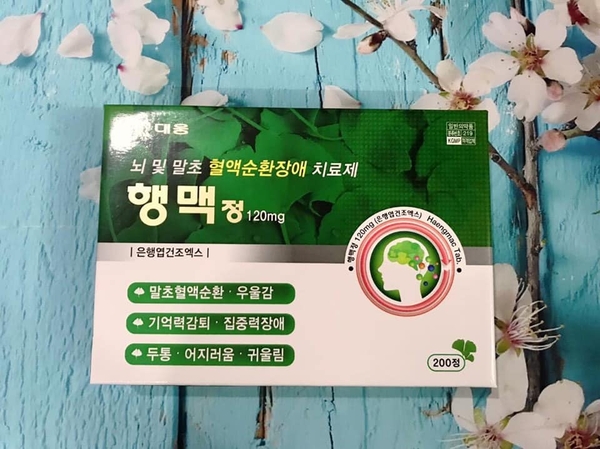 대웅
일반의약품
219
KGMP
뇌 및 말초 혈액순환장애 치료제
행맥정 120mg
행맥정 120mg (은행엽건조엑스) Haengmac Tab.
| 은행엽건조엑스 |
말초혈액순환 · 우울감
기억력감퇴 · 집중력장애
두통 · 어지러움 · 귀울림
200정